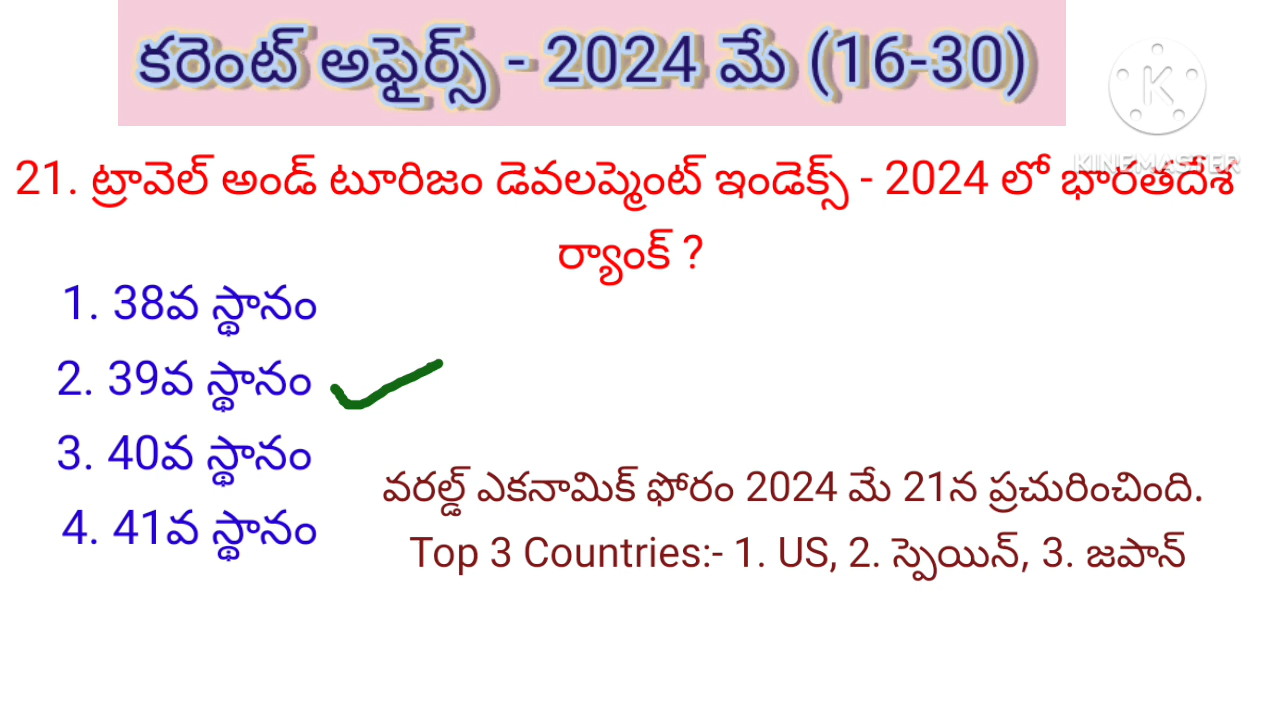 కరెంట్ అఫైర్స్ - 2024 మే (16-30)
KINEMASTER
21. ట్రావెల్ అండ్ టూరిజం డెవలప్మెంట్ ఇండెక్స్ - 2024 లో భారతదేశ
ర్యాంక్ ?
1. 38వ స్థానం
2. 39వ స్థానం
3. 40వ స్థానం
4. 41వ స్థానం
వరల్డ్ ఎకనామిక్ ఫోరం 2024 మే 21న ప్రచురించింది.
Top 3 Countries:- 1. US, 2. స్పెయిన్, 3. జపాన్